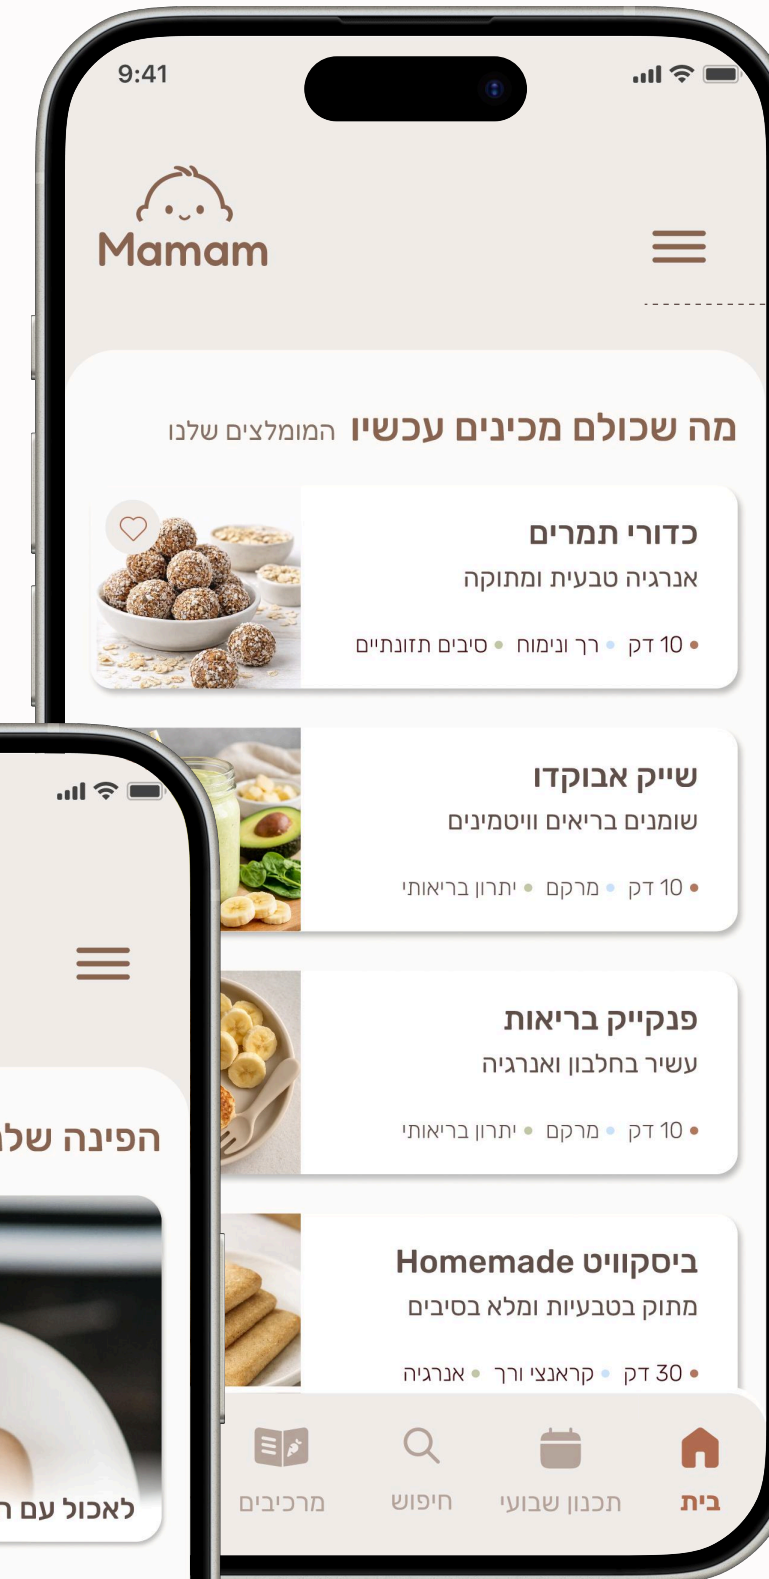 9:41
Mamam
מה שכולם מכינים עכשיו המומלצים שלנו
כדורי תמרים
אנרגיה טבעית ומתוקה
• 10 דק • רך ונימוח • סיבים תזונתיים
שייק אבוקדו
שומנים בריאים וויטמינים
• 10 דק • מרקם • יתרון בריאותי
פנקייק בריאות
עשיר בחלבון ואנרגיה
• 10 דק • מרקם • יתרון בריאותי
ביסקוויט Homemade
מתוק בטבעיות ומלא בסיבים
• 30 דק • קראנצי ורך • אנרגיה
בית
תכנון שבועי
חיפוש
מרכיבים
הפינה
לאכול עם